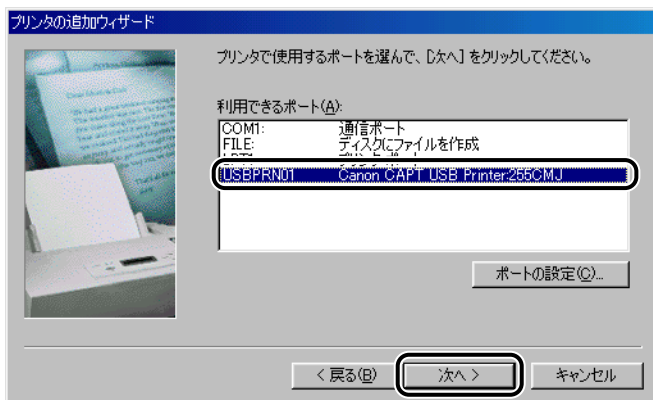 プリンタの追加ウィザード
プリンタで使用するポートを選んで、[次へ] をクリックしてください。
利用できるポート(A):
COM1: 通信ポート
FILE: ディスクにファイルを作成
USBPRN01 Canon CAPT USB Printer:255CMJ
ポートの設定(C)...
< 戻る(B)
次へ >
キャンセル